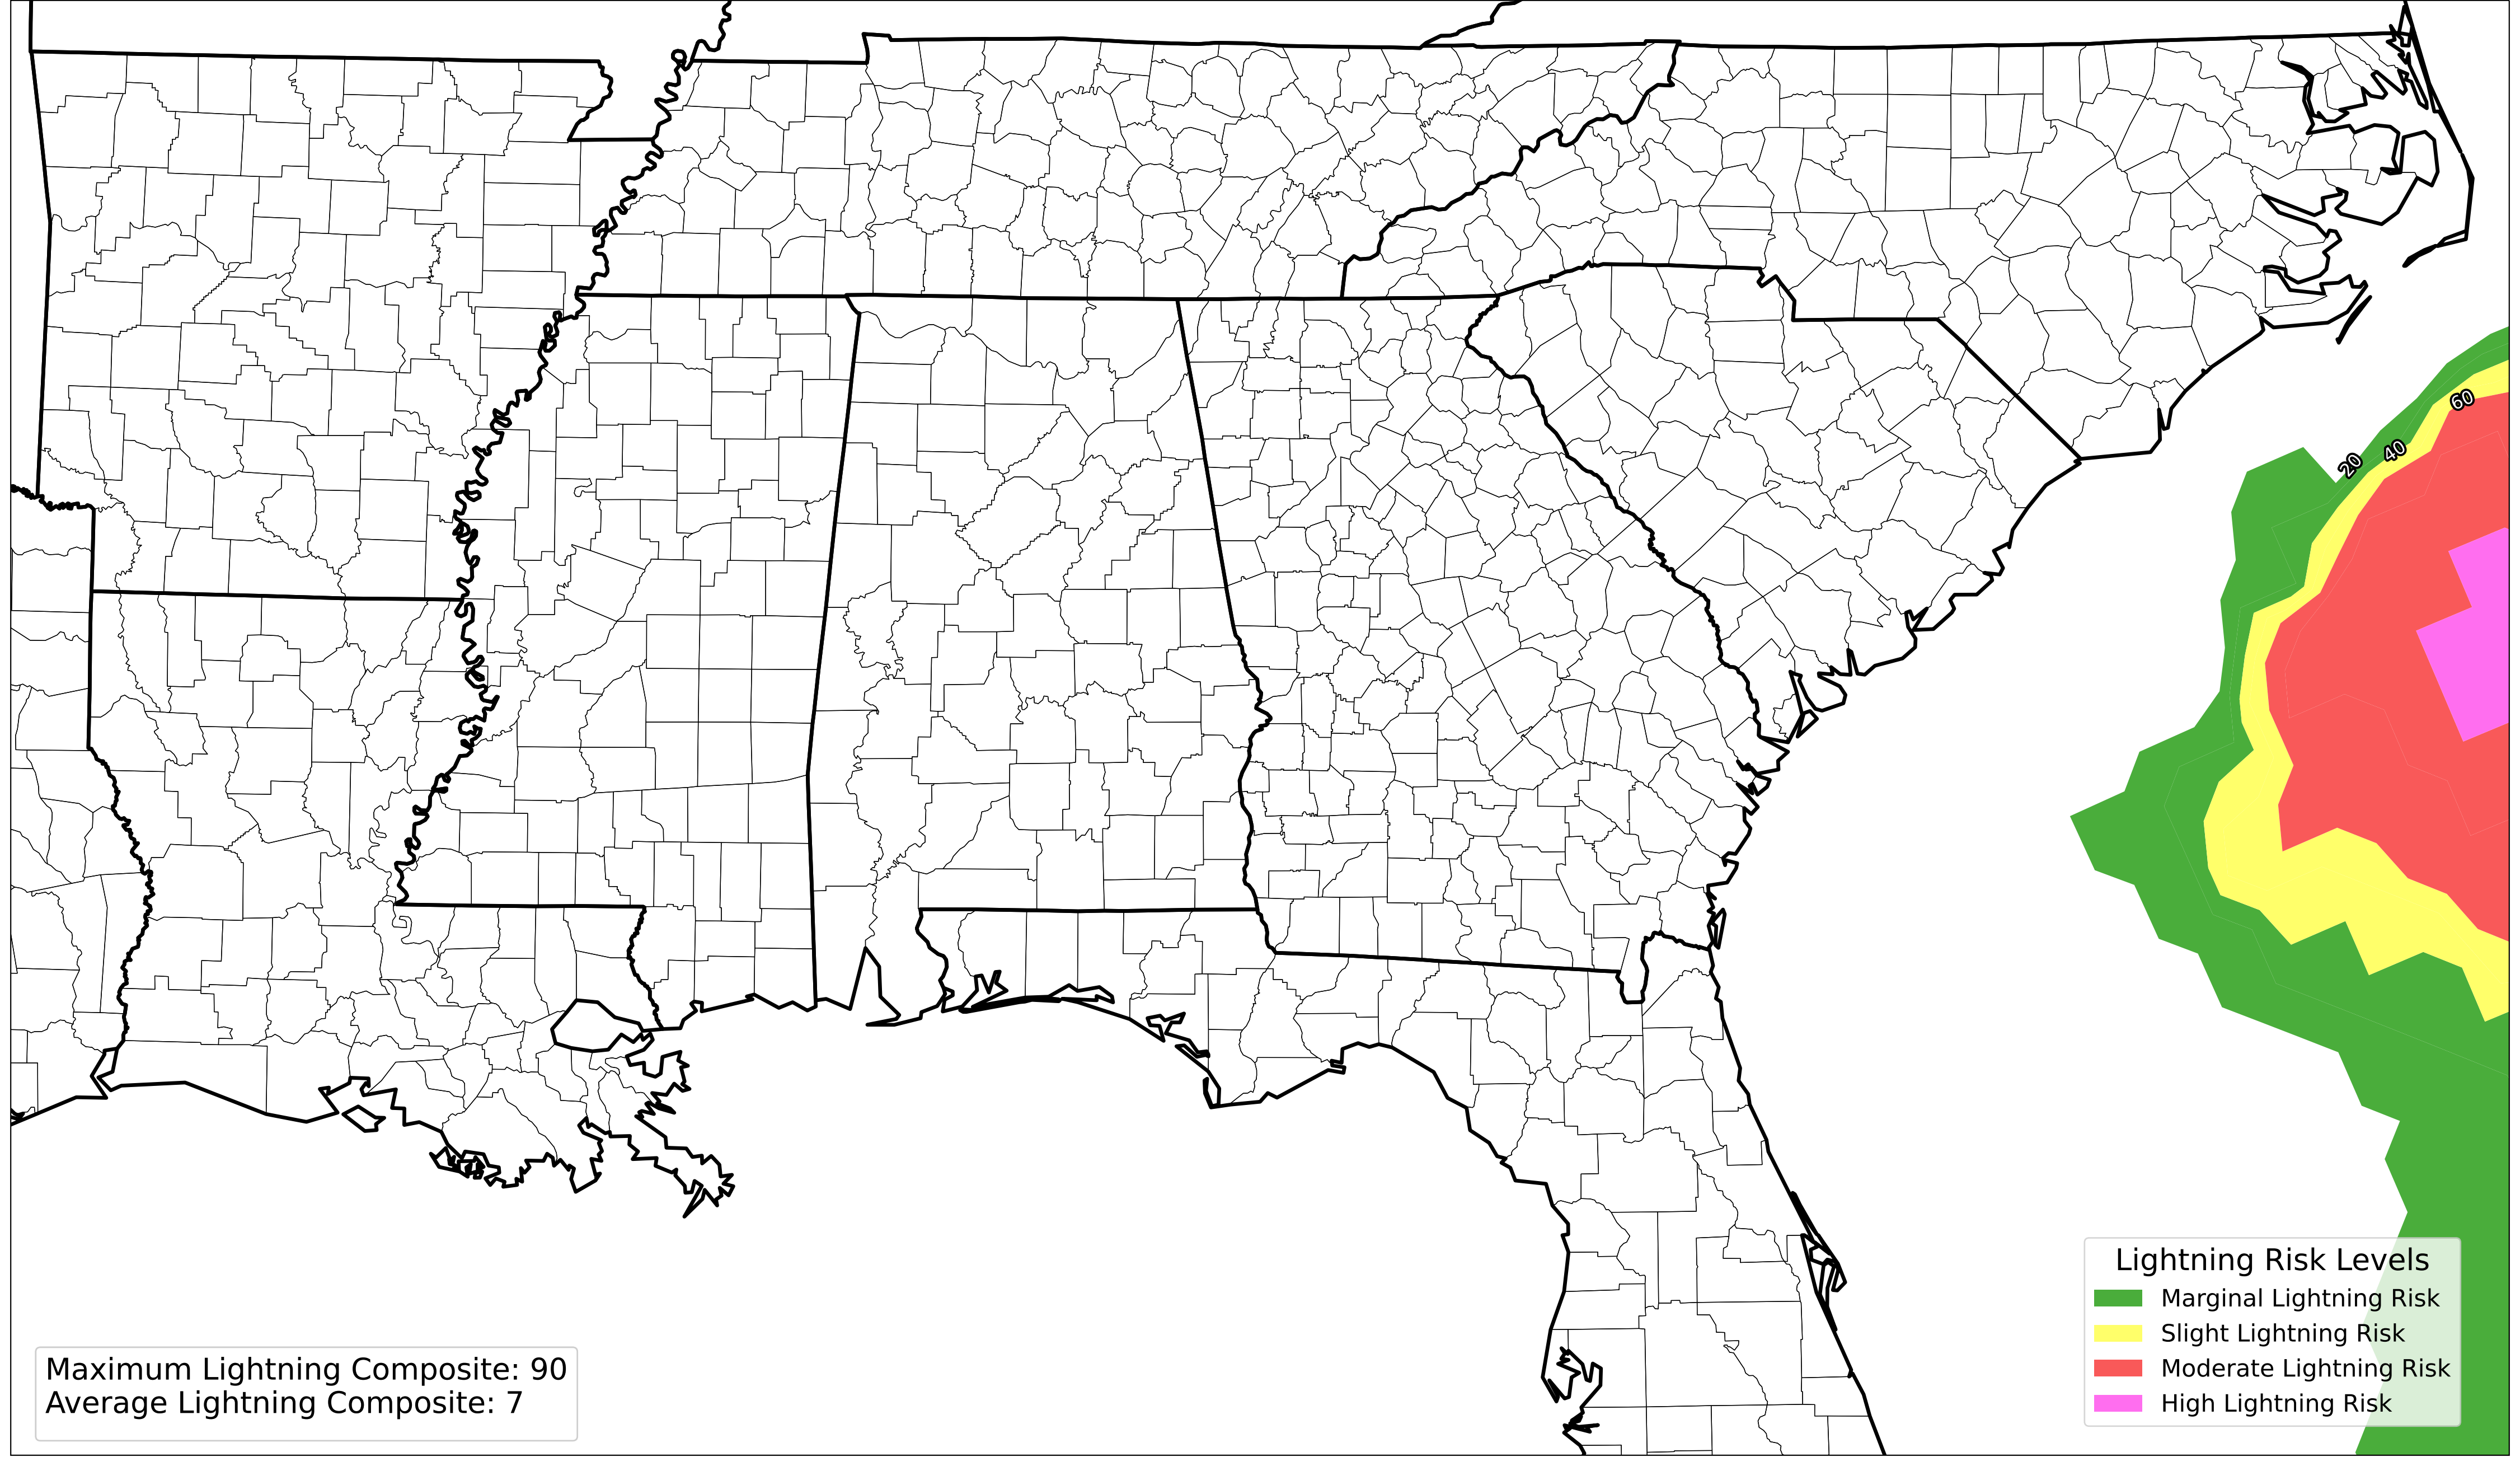 60
40
20
Lightning Risk Levels
Marginal Lightning Risk
Slight Lightning Risk
Moderate Lightning Risk
High Lightning Risk
Maximum Lightning Composite: 90
Average Lightning Composite: 7